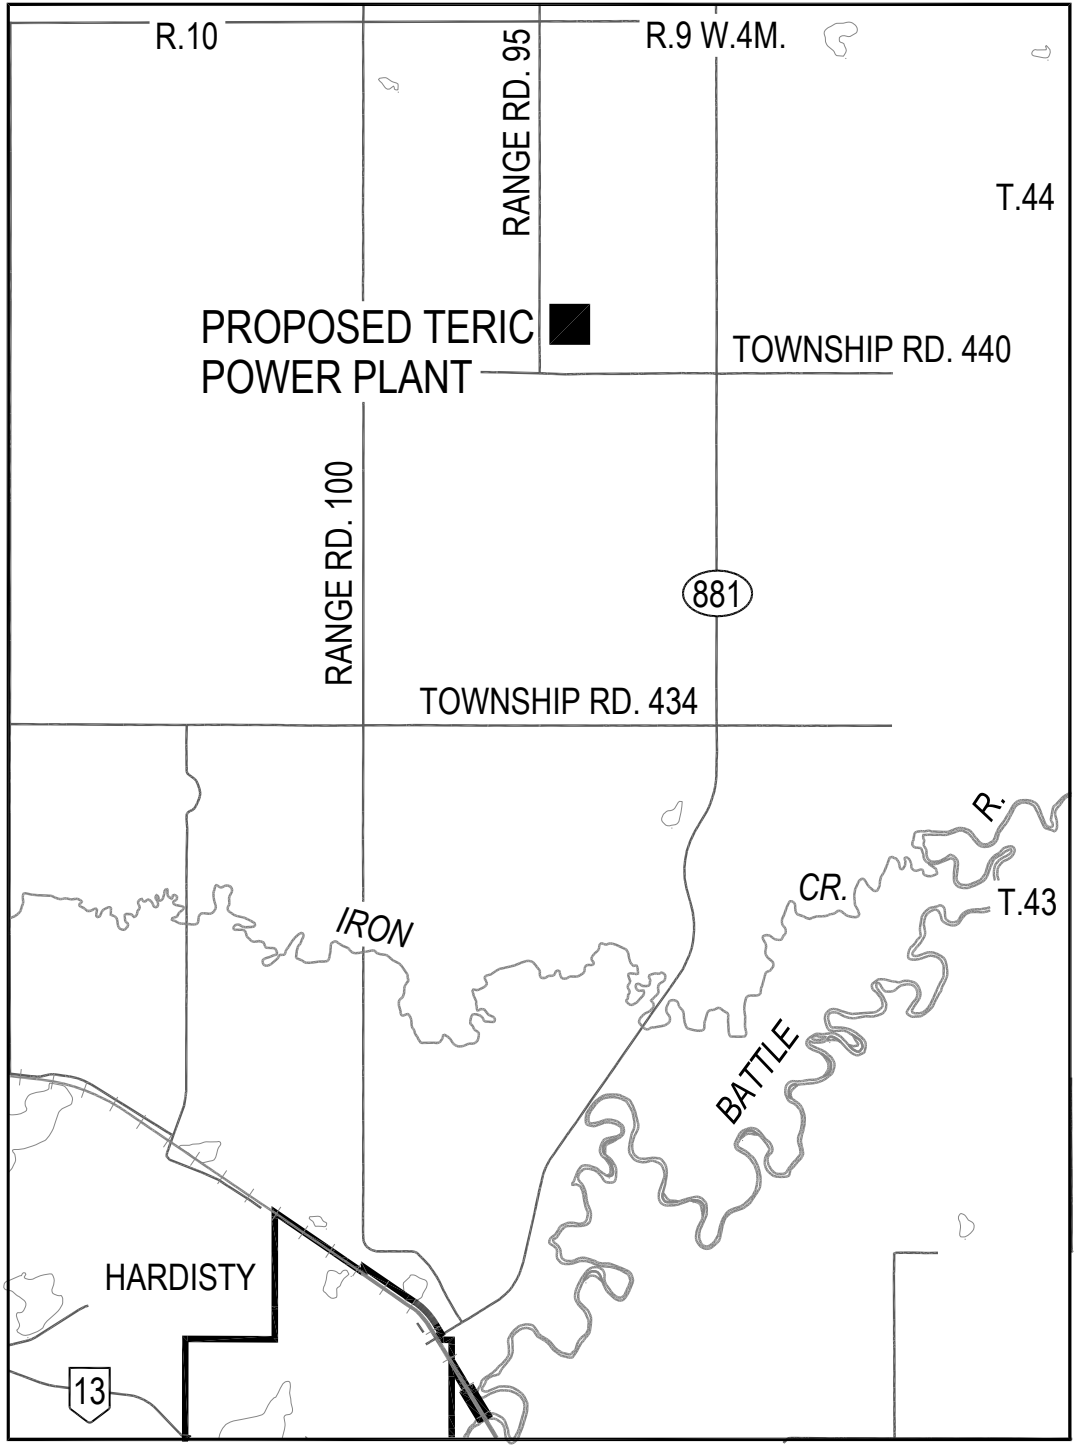 R.10
R.9 W.4M.
RANGE RD. 95
T.44
PROPOSED TERIC
POWER PLANT
TOWNSHIP RD. 440
RANGE RD. 100
881
TOWNSHIP RD. 434
R.
CR.
T.43
IRON
BATTLE
HARDISTY
13